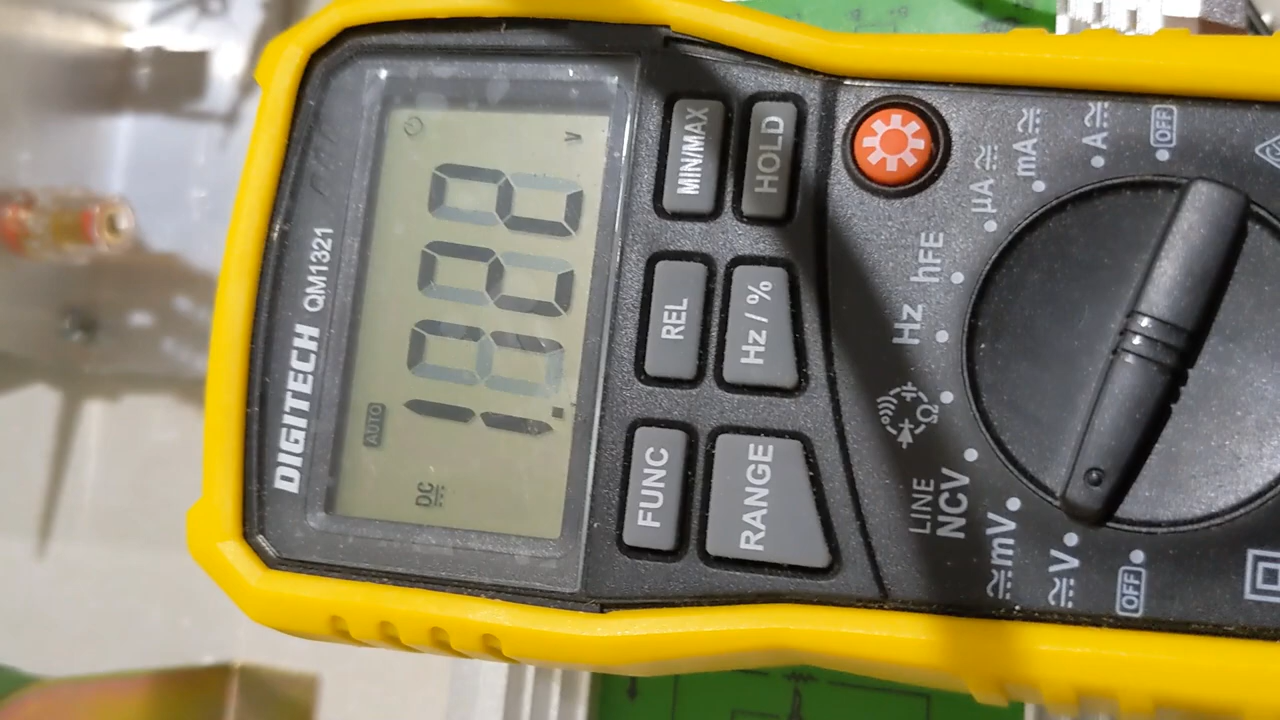 DIGITECH QM1321
AUTO
DC
V
FUNC
REL
MIN/MAX
RANGE
Hz / %
HOLD
LINE
NCV
Hz
hFE
µA
mA
A
OFF
Ω
mV
V
OFF